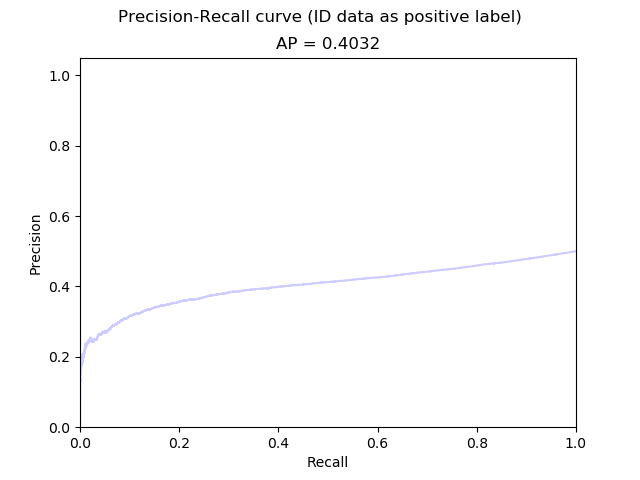 Precision-Recall curve (ID data as positive label)
AP = 0.4032
1.0
0.8
0.6
0.4
0.2
0.0
Precision
0.0 0.2 0.4 0.6 0.8 1.0
Recall